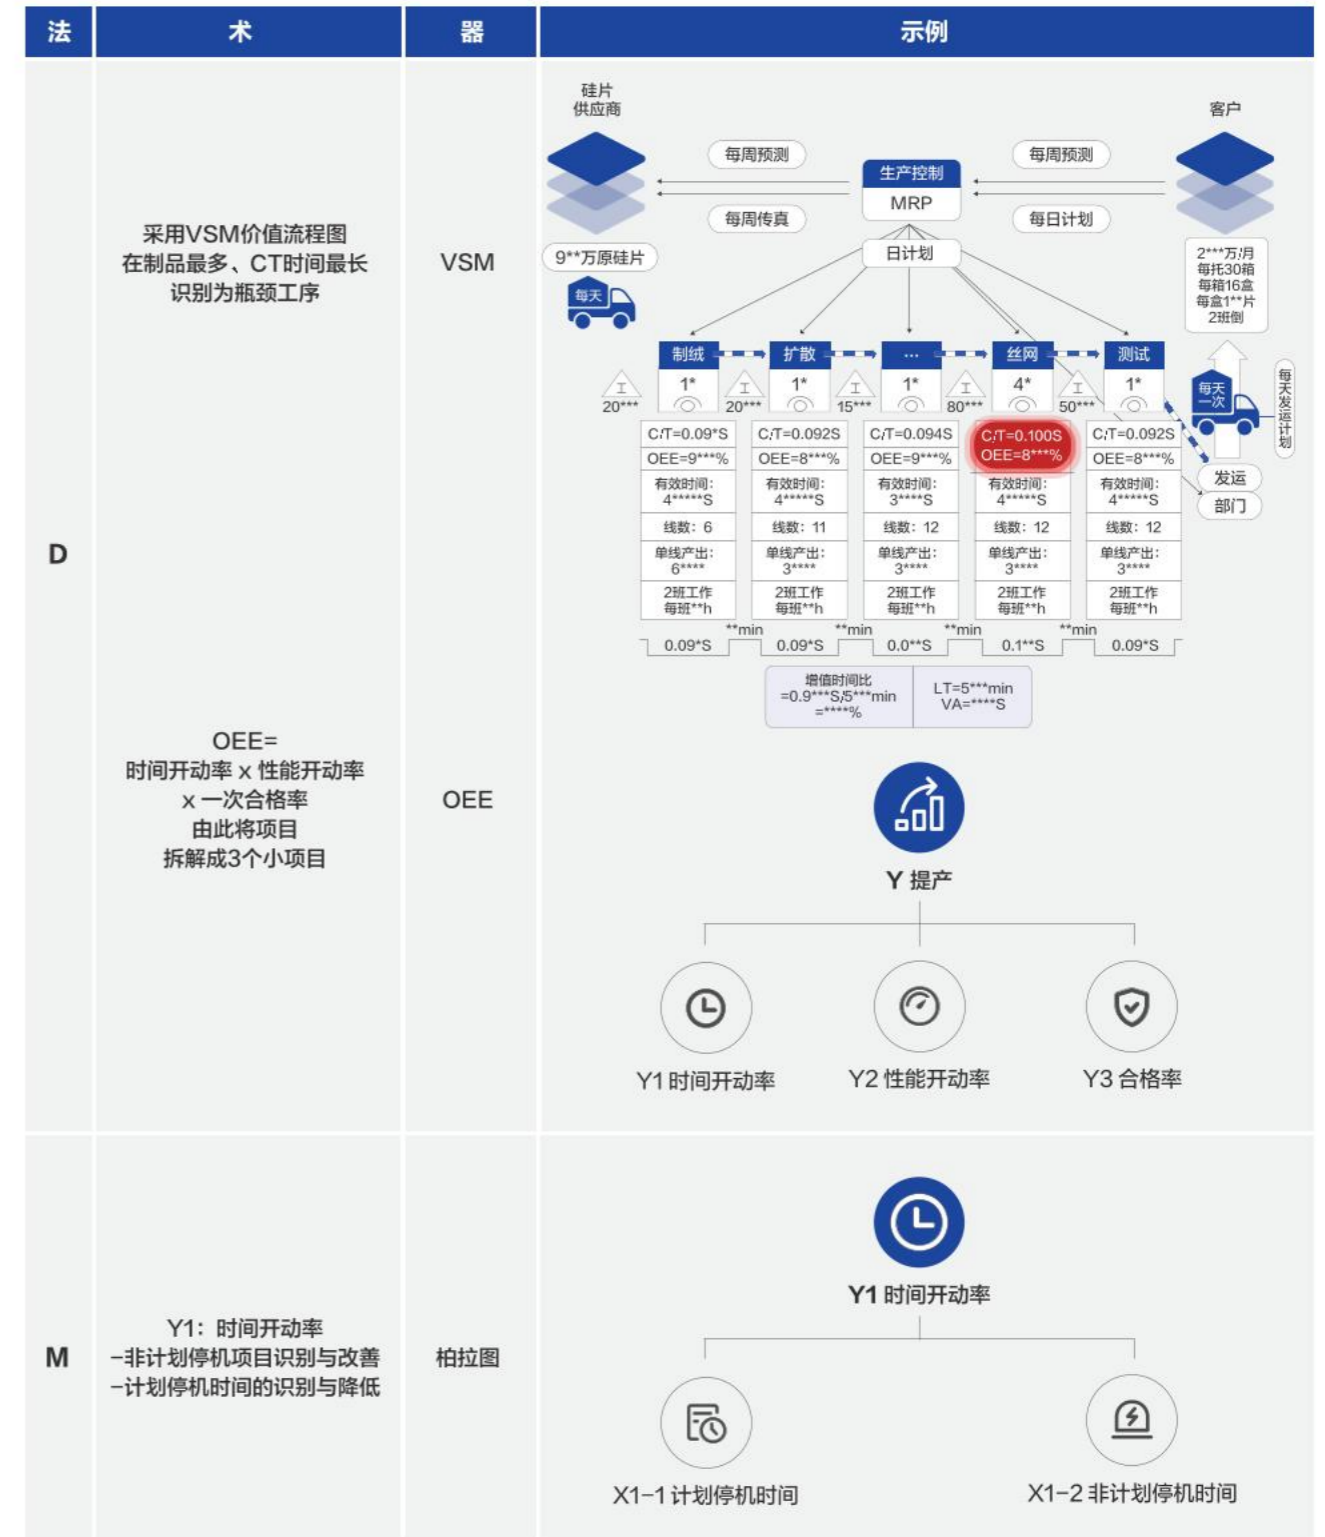 法
术
器
示例
D
采用VSM价值流程图
在制品最多、CT时间最长
识别为瓶颈工序
VSM
硅片
供应商
客户
每周预测
每周预测
生产控制
MRP
每周传真
每日计划
9**万原硅片
日计划
2***万/月
每托30箱
每箱16盒
每盒1**片
2班倒
每天
制绒
扩散
...
丝网
测试
每天
一次
每天发运计划
工
1*
工
1*
工
1*
工
4*
工
1*
20***
20***
15***
80***
50***
C/T=0.09*S
C/T=0.092S
C/T=0.094S
C/T=0.100S
C/T=0.092S
OEE=9***%
OEE=8***%
OEE=9***%
OEE=8***%
OEE=8***%
发运
部门
有效时间：
4*****S
有效时间：
4*****S
有效时间：
3****S
有效时间：
4*****S
有效时间：
4*****S
线数：6
线数：11
线数：12
线数：12
线数：12
单线产出：
6****
单线产出：
3****
单线产出：
3****
单线产出：
3****
单线产出：
3****
2班工作
每班**h
2班工作
每班**h
2班工作
每班**h
2班工作
每班**h
2班工作
每班**h
**min
**min
**min
**min
0.09*S
0.09*S
0.0**S
0.1**S
0.09*S
增值时间比
=0.9***S/5***min
=****%
LT=5***min
VA=****S
OEE=
时间开动率 x 性能开动率
x 一次合格率
由此将项目
拆解成3个小项目
OEE
Y 提产
Y1 时间开动率
Y2 性能开动率
Y3 合格率
M
Y1：时间开动率
-非计划停机项目识别与改善
-计划停机时间的识别与降低
柏拉图
Y1 时间开动率
X1-1 计划停机时间
X1-2 非计划停机时间